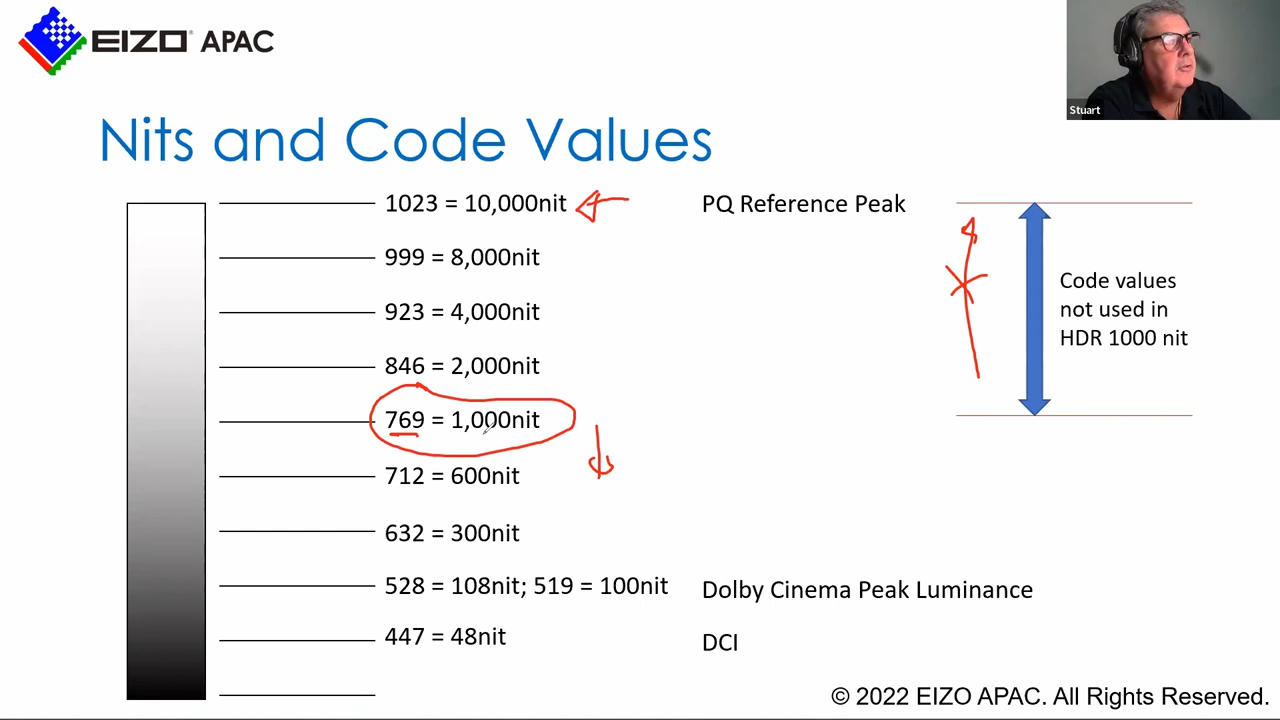 EIZO APAC
Stuart
Nits and Code Values
1023 = 10,000nit
PQ Reference Peak
999 = 8,000nit
923 = 4,000nit
846 = 2,000nit
769 = 1,000nit
712 = 600nit
632 = 300nit
528 = 108nit; 519 = 100nit
Dolby Cinema Peak Luminance
447 = 48nit
DCI
Code values
not used in
HDR 1000 nit
© 2022 EIZO APAC. All Rights Reserved.